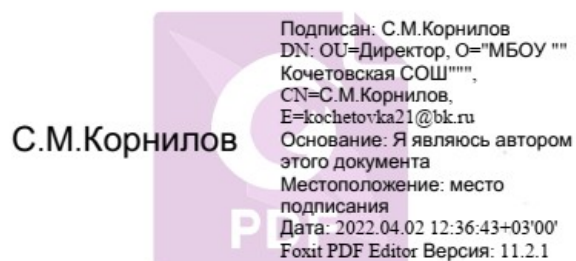 С.М.Корнилов
Подписан: С.М.Корнилов
DN: OU=Директор, O="МБОУ ""
Кочетовская СОШ""",
CN=С.М.Корнилов,
E=kochetovka21@bk.ru
Основание: Я являюсь автором
этого документа
Местоположение: место
подписания
Дата: 2022.04.02 12:36:43+03'00'
Foxit PDF Editor Версия: 11.2.1
PDF